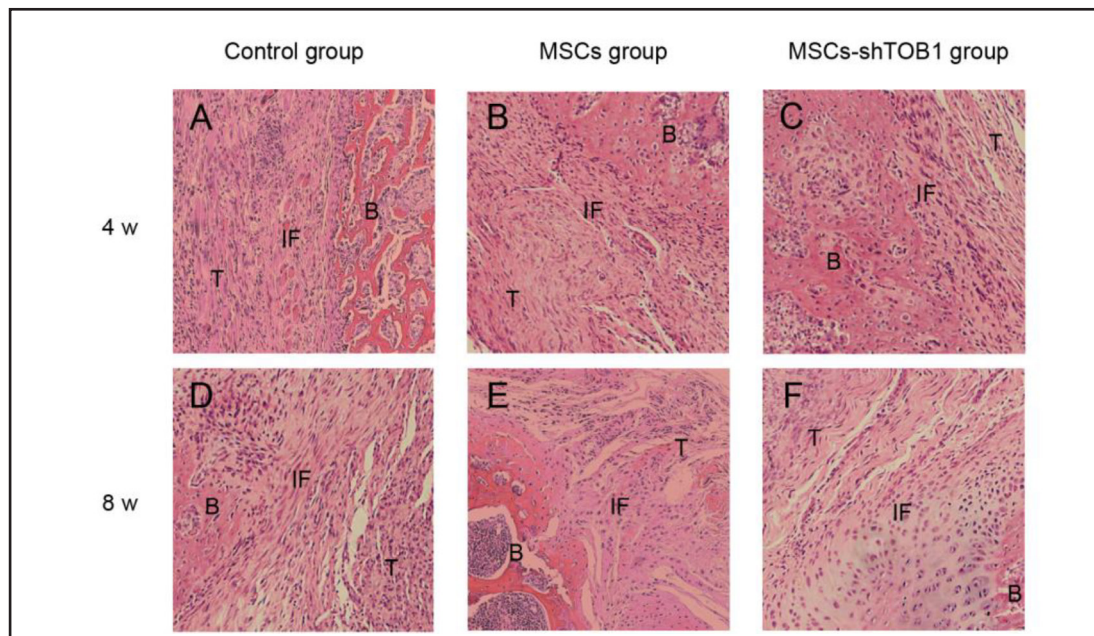 Control group MSCs group MSCs-shTOB1 group
4 w
A
B
IF
T
B
B
IF
T
C
T
IF
B
8 w
D
IF
B
T
E
T
IF
B
F
T
IF
B